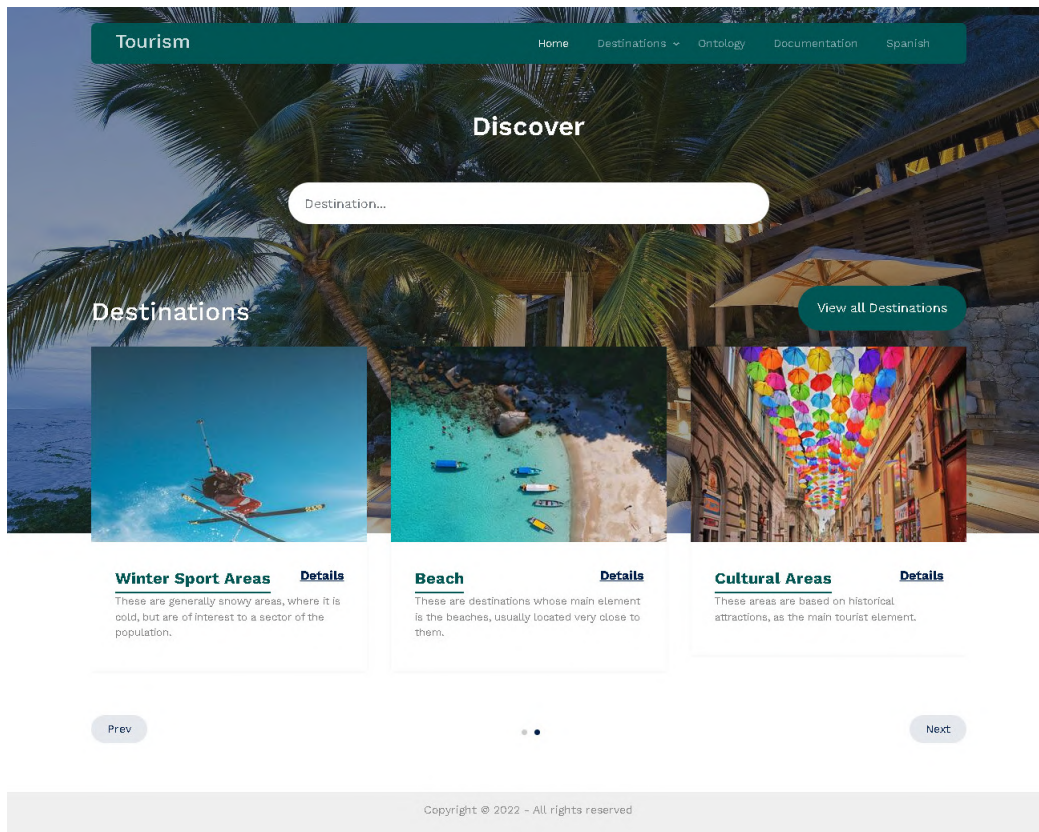 Tourism
Home Destinations Ontology Documentation Spanish
Discover
Destination...
Destinations
View all Destinations
Winter Sport Areas
Details
These are generally snowy areas, where it is
cold, but are of interest to a sector of the
population.
Beach
Details
These are destinations whose main element
is the beaches, usually located very close to
them.
Cultural Areas
Details
These areas are based on historical
attractions, as the main tourist element.
Prev
Next
Copyright © 2022 - All rights reserved